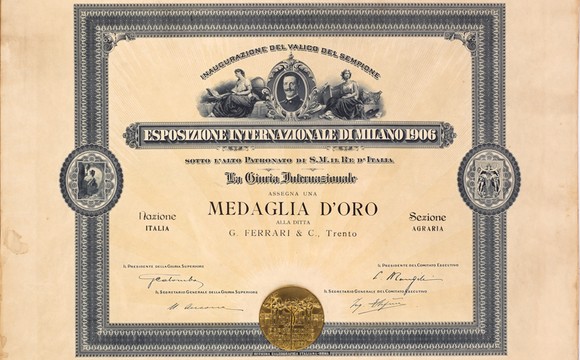 INAUGURAZIONE DEL VALICO DEL SEMPIONE
ESPOSIZIONE INTERNAZIONALE DI MILANO 1906
SOTTO L'ALTO PATRONATO DI S.M. IL RE D'ITALIA
La Giuria Internazionale
ASSEGNA UNA
MEDAGLIA D'ORO
ALLA DITTA
G. FERRARI & C., Trento
Nazione
ITALIA
Sezione
AGRARIA
IL PRESIDENTE DELLA GIURIA SUPERIORE
IL PRESIDENTE DEL COMITATO ESECUTIVO
IL SEGRETARIO GENERALE DELLA GIURIA SUPERIORE
IL SEGRETARIO GENERALE DEL COMITATO ESECUTIVO